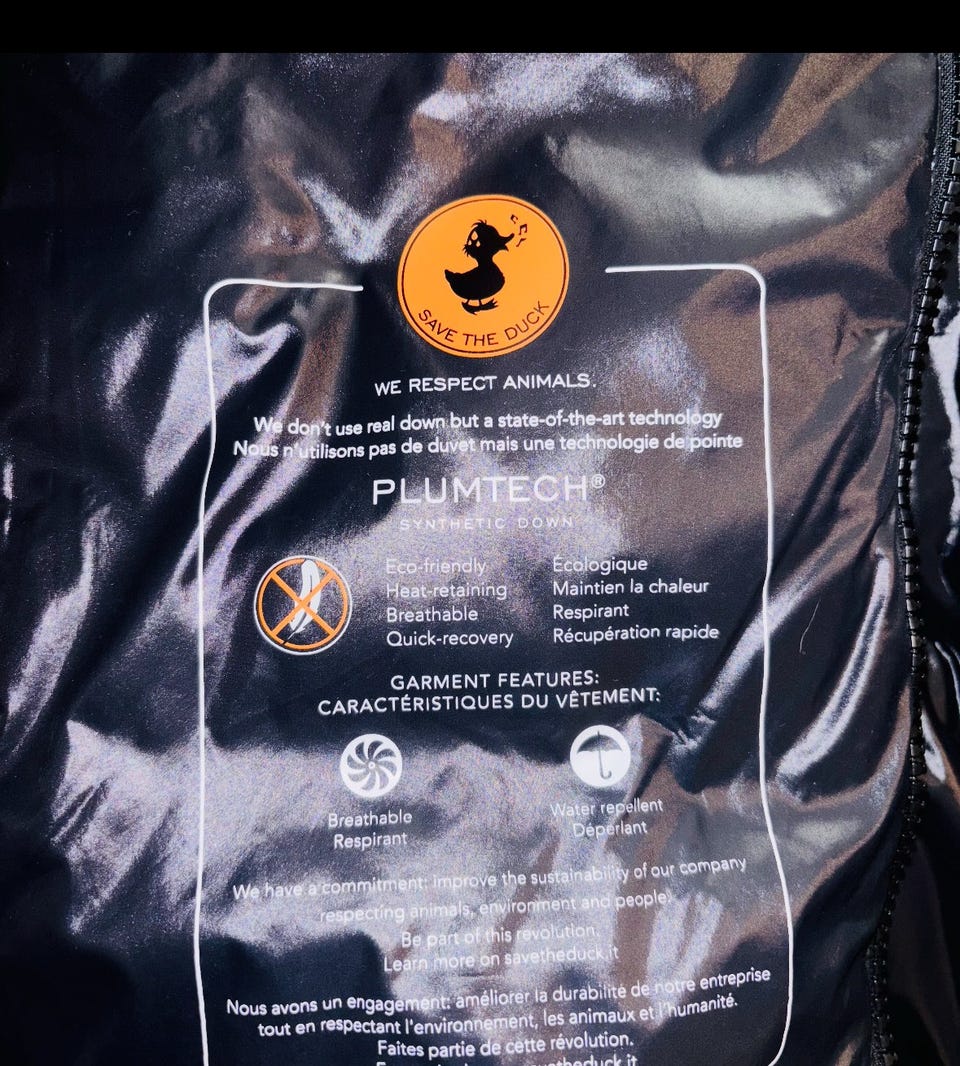 SAVE THE DUCK
WE RESPECT ANIMALS.
We don't use real down but a state-of-the-art technology
Nous n'utilisons pas de duvet mais une technologie de pointe
PLUMTECH®
SYNTHETIC DOWN
Eco-friendly
Heat-retaining
Breathable
Quick-recovery
Écologique
Maintien la chaleur
Respirant
Récupération rapide
GARMENT FEATURES:
CARACTÉRISTIQUES DU VÊTEMENT:
Breathable
Respirant
Water repellent
Déperlant
We have a commitment: improve the sustainability of our company
respecting animals, environment and people.
Be part of this revolution.
Learn more on savetheduck.it
Nous avons un engagement: améliorer la durabilité de notre entreprise
tout en respectant l'environnement, les animaux et l'humanité.
Faites partie de cette révolution.
savetheduck.it